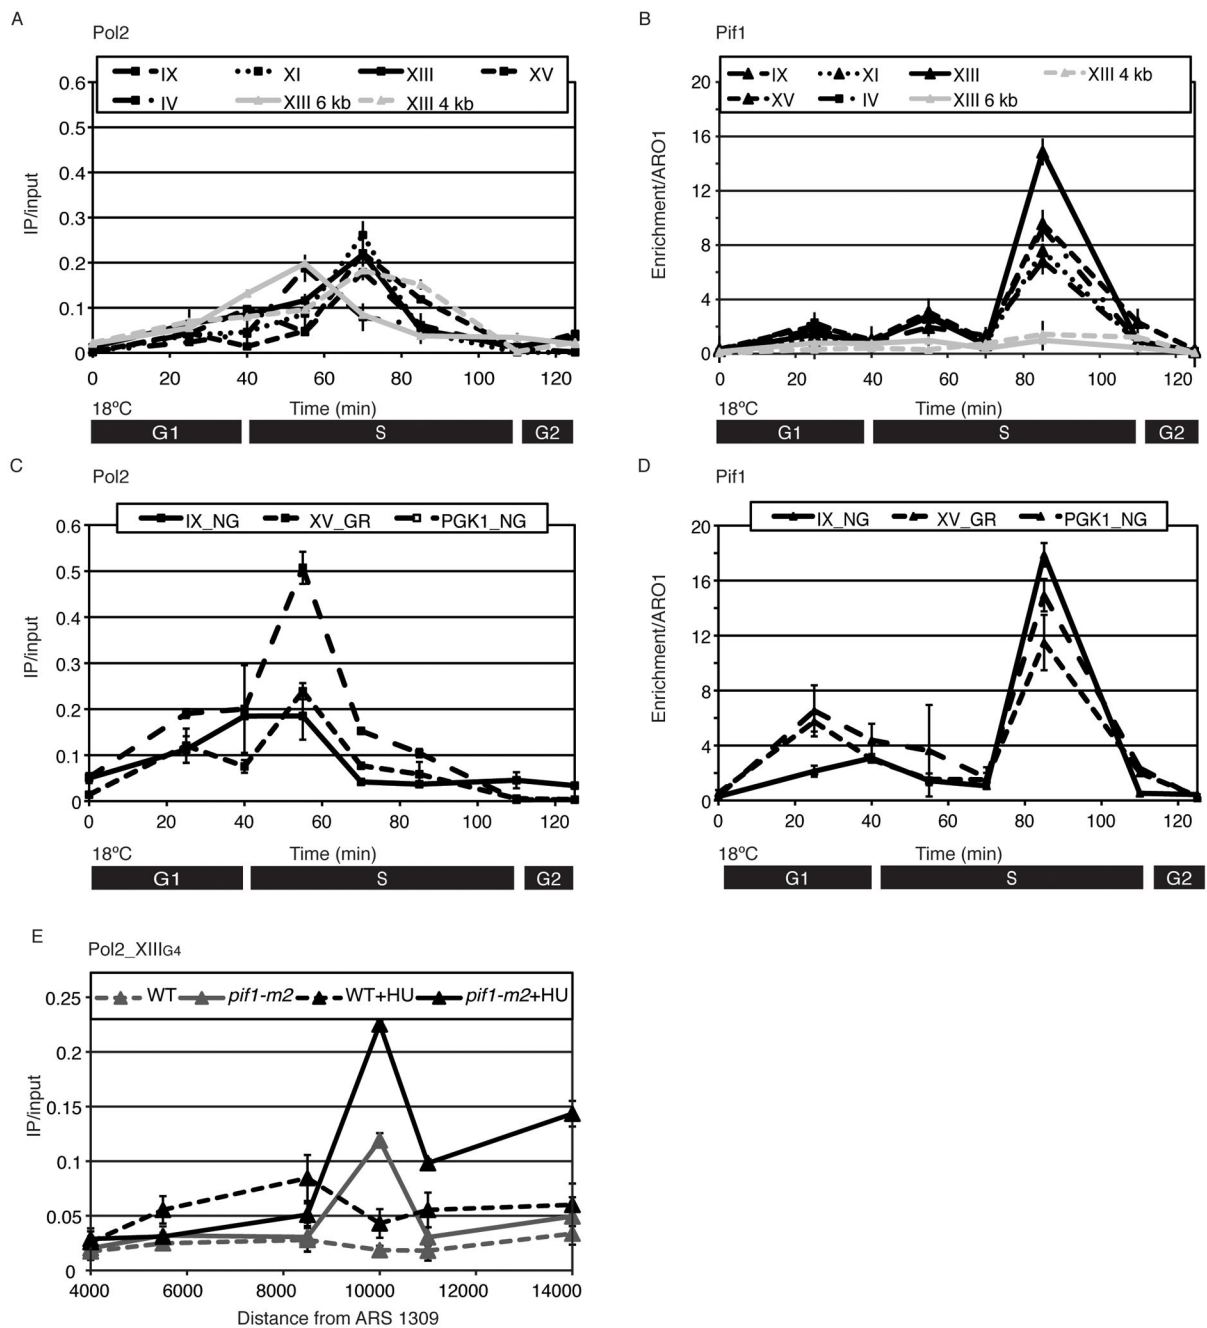 A
Pol2
IX XI XIII XV
IV XIII 6 kb XIII 4 kb
0.6
0.5
0.4
0.3
0.2
0.1
0
IP/input
0 20 40 60 80 100 120
18ºC Time (min)
G1 S G2
B
Pif1
IX XI XIII XIII 4 kb
XV IV XIII 6 kb
20
16
12
8
4
0
Enrichment/ARO1
0 20 40 60 80 100 120
18ºC Time (min)
G1 S G2
C
Pol2
IX_NG XV_GR PGK1_NG
0.6
0.5
0.4
0.3
0.2
0.1
0
IP/input
0 20 40 60 80 100 120
18ºC Time (min)
G1 S G2
D
Pif1
IX_NG XV_GR PGK1_NG
20
16
12
8
4
0
Enrichment/ARO1
0 20 40 60 80 100 120
18ºC Time (min)
G1 S G2
E
Pol2_XIIIG4
WT pif1-m2 WT+HU pif1-m2+HU
0.25
0.2
0.15
0.1
0.05
0
IP/input
4000 6000 8000 10000 12000 14000
Distance from ARS 1309